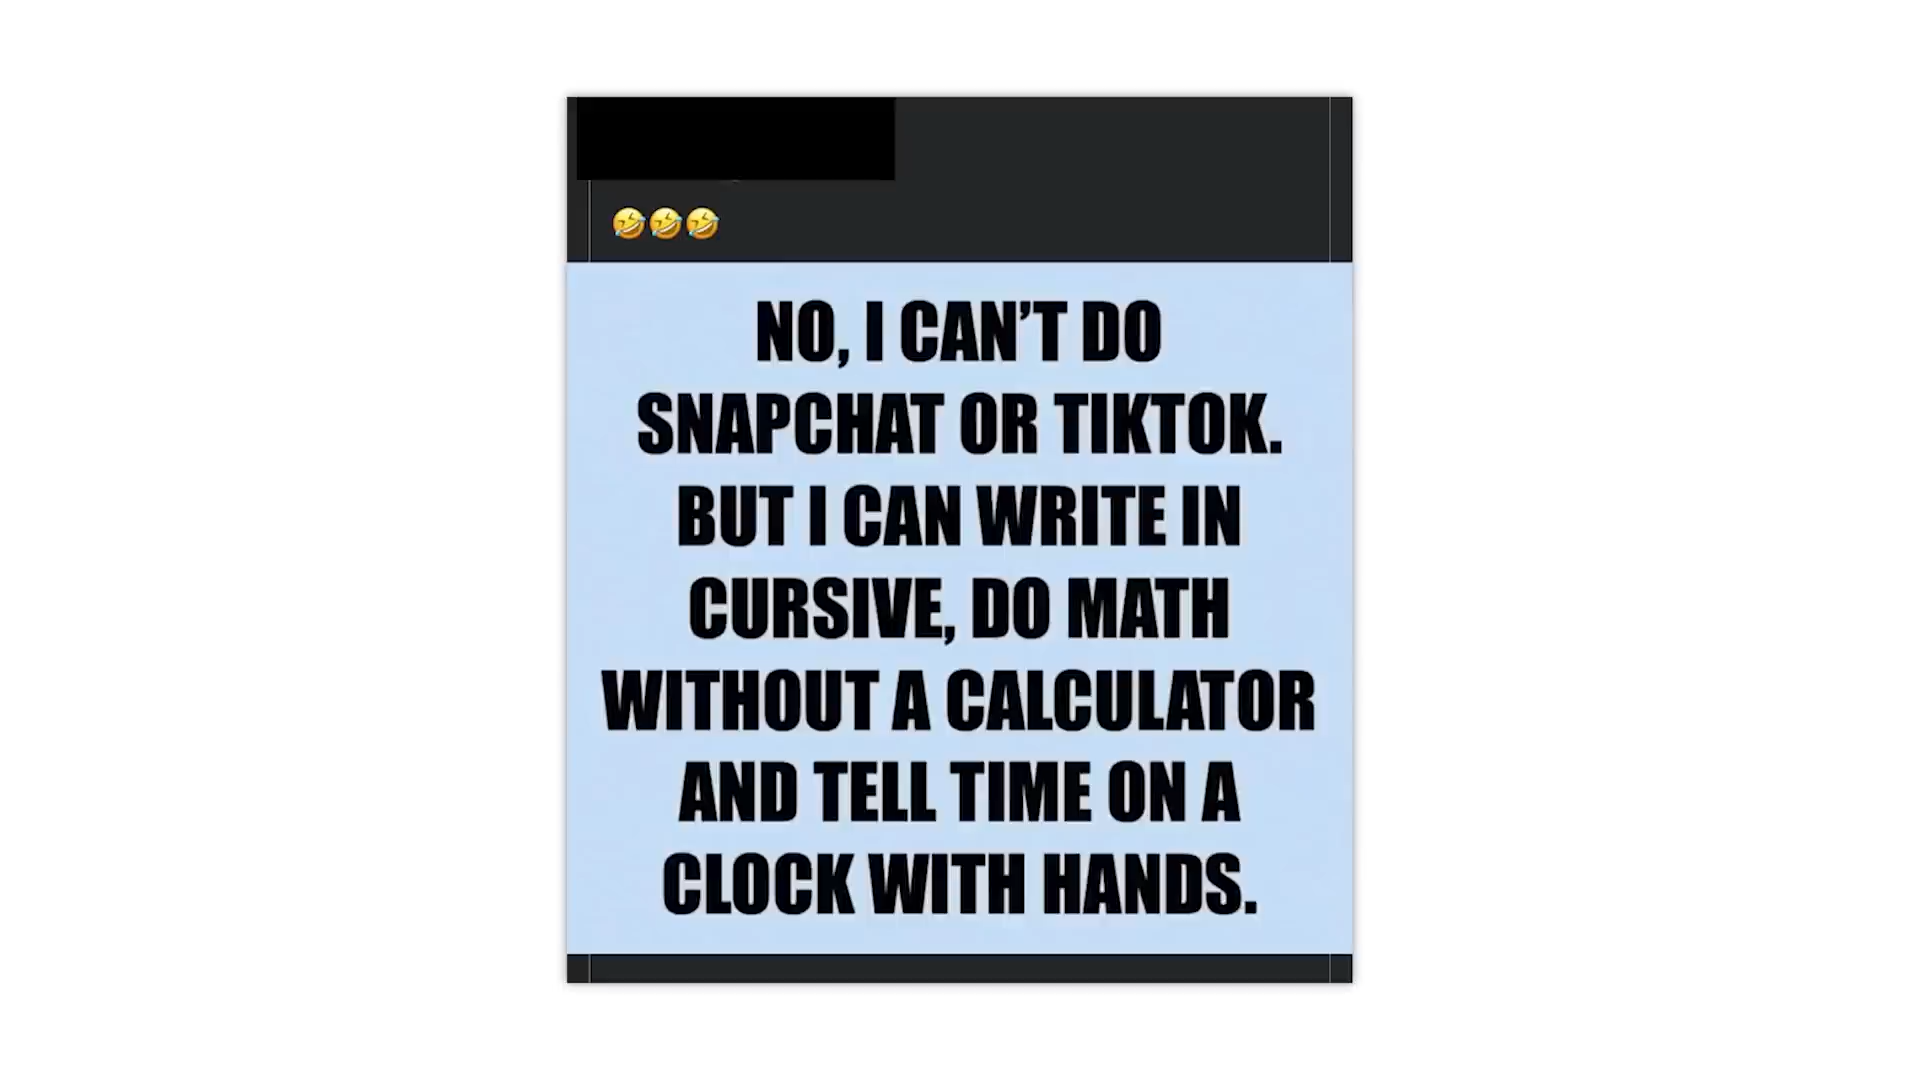 🤣🤣🤣
NO, I CAN’T DO
SNAPCHAT OR TIKTOK.
BUT I CAN WRITE IN
CURSIVE, DO MATH
WITHOUT A CALCULATOR
AND TELL TIME ON A
CLOCK WITH HANDS.